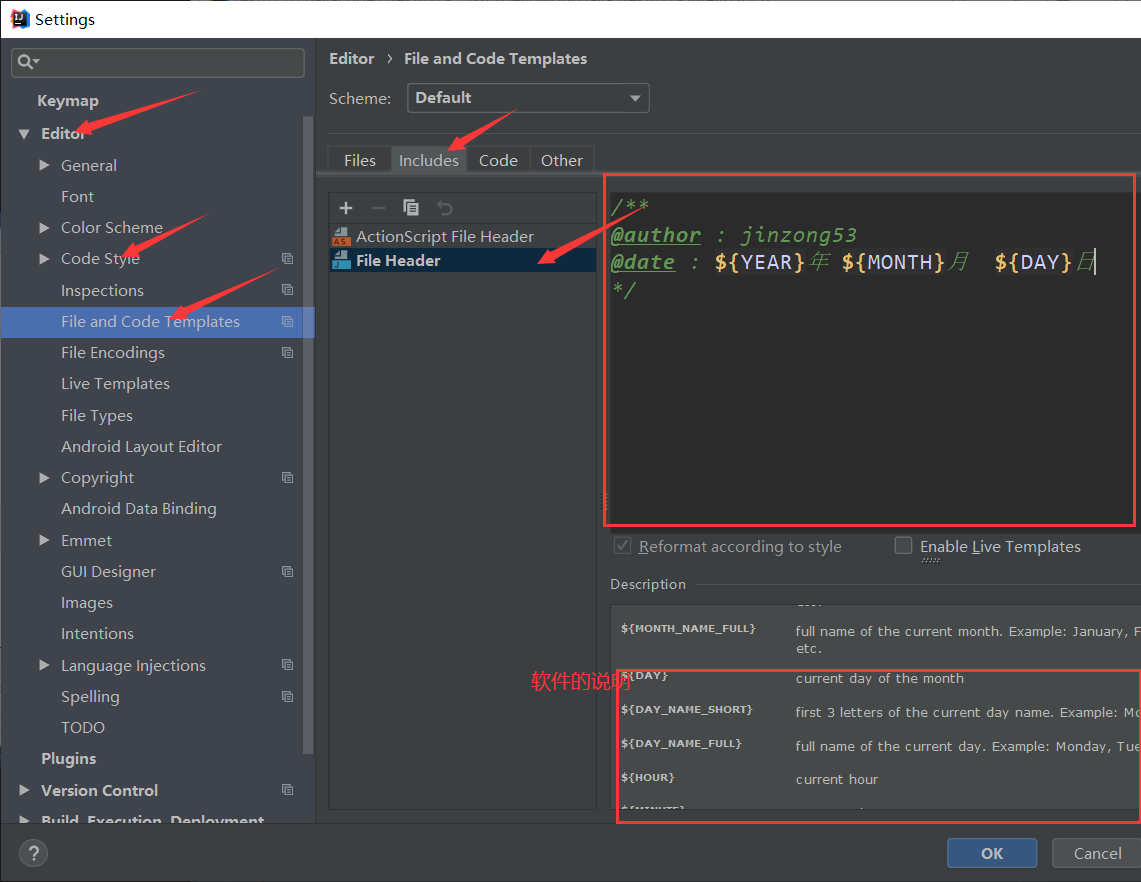 Settings
Keymap
Editor
General
Font
Color Scheme
Code Style
Inspections
File and Code Templates
File Encodings
Live Templates
File Types
Android Layout Editor
Copyright
Android Data Binding
Emmet
GUI Designer
Images
Intentions
Language Injections
Spelling
TODO
Plugins
Version Control
Build, Execution, Deployment
Editor › File and Code Templates
Scheme: Default
Files Includes Code Other
ActionScript File Header
File Header
/**
@author : jinzong53
@date : ${YEAR}年 ${MONTH}月 ${DAY}日
*/
Reformat according to style Enable Live Templates
Description
${MONTH_NAME_FULL} full name of the current month. Example: January, F
etc.
软件的说明
${DAY} current day of the month
${DAY_NAME_SHORT} first 3 letters of the current day name. Example: Mo
${DAY_NAME_FULL} full name of the current day. Example: Monday, Tue
${HOUR} current hour
${MINUTE}
? OK Cancel